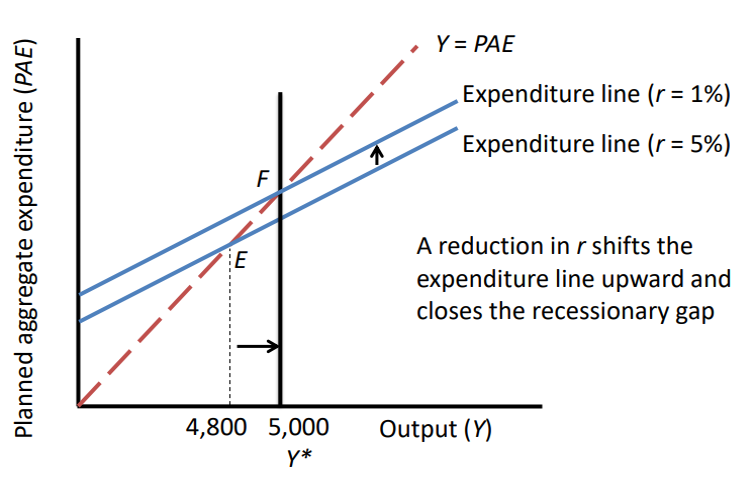 Planned aggregate expenditure (PAE)
Y = PAE
Expenditure line (r = 1%)
Expenditure line (r = 5%)
F
E
A reduction in r shifts the
expenditure line upward and
closes the recessionary gap
4,800 5,000 Output (Y)
Y*